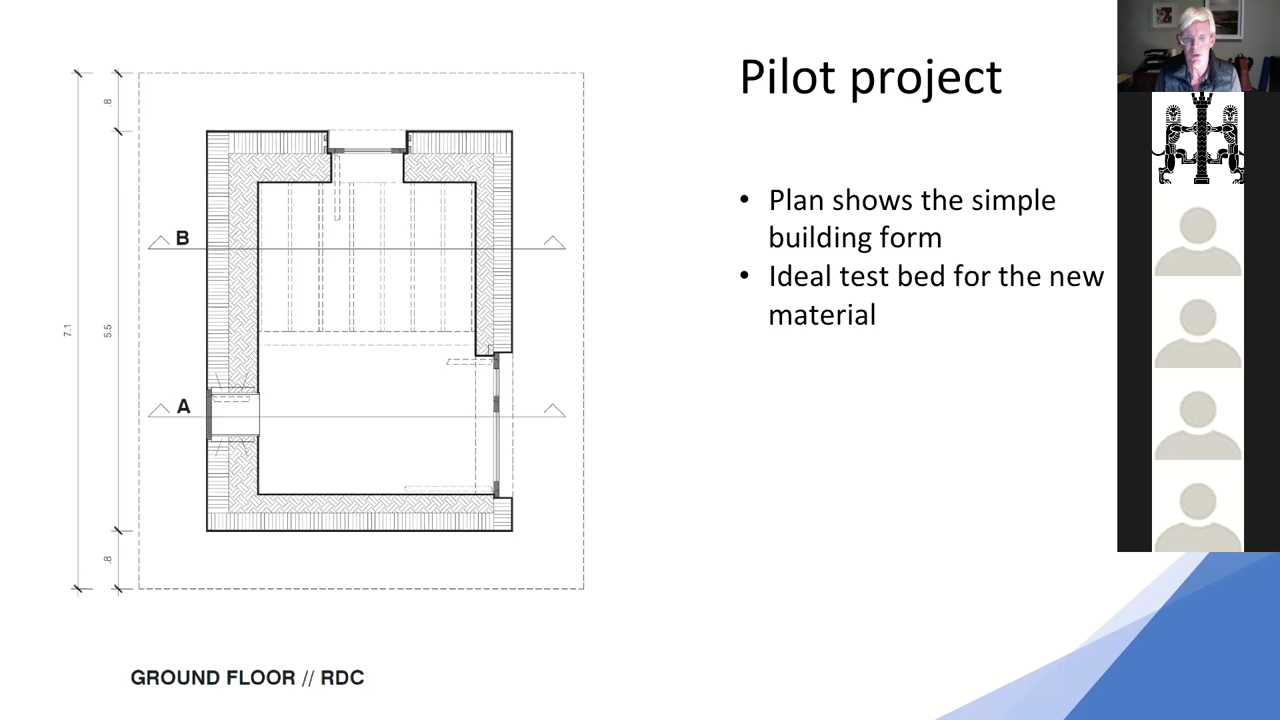 Pilot project
• Plan shows the simple
building form
• Ideal test bed for the new
material
.8
B
7.1
5.5
A
.8
GROUND FLOOR // RDC